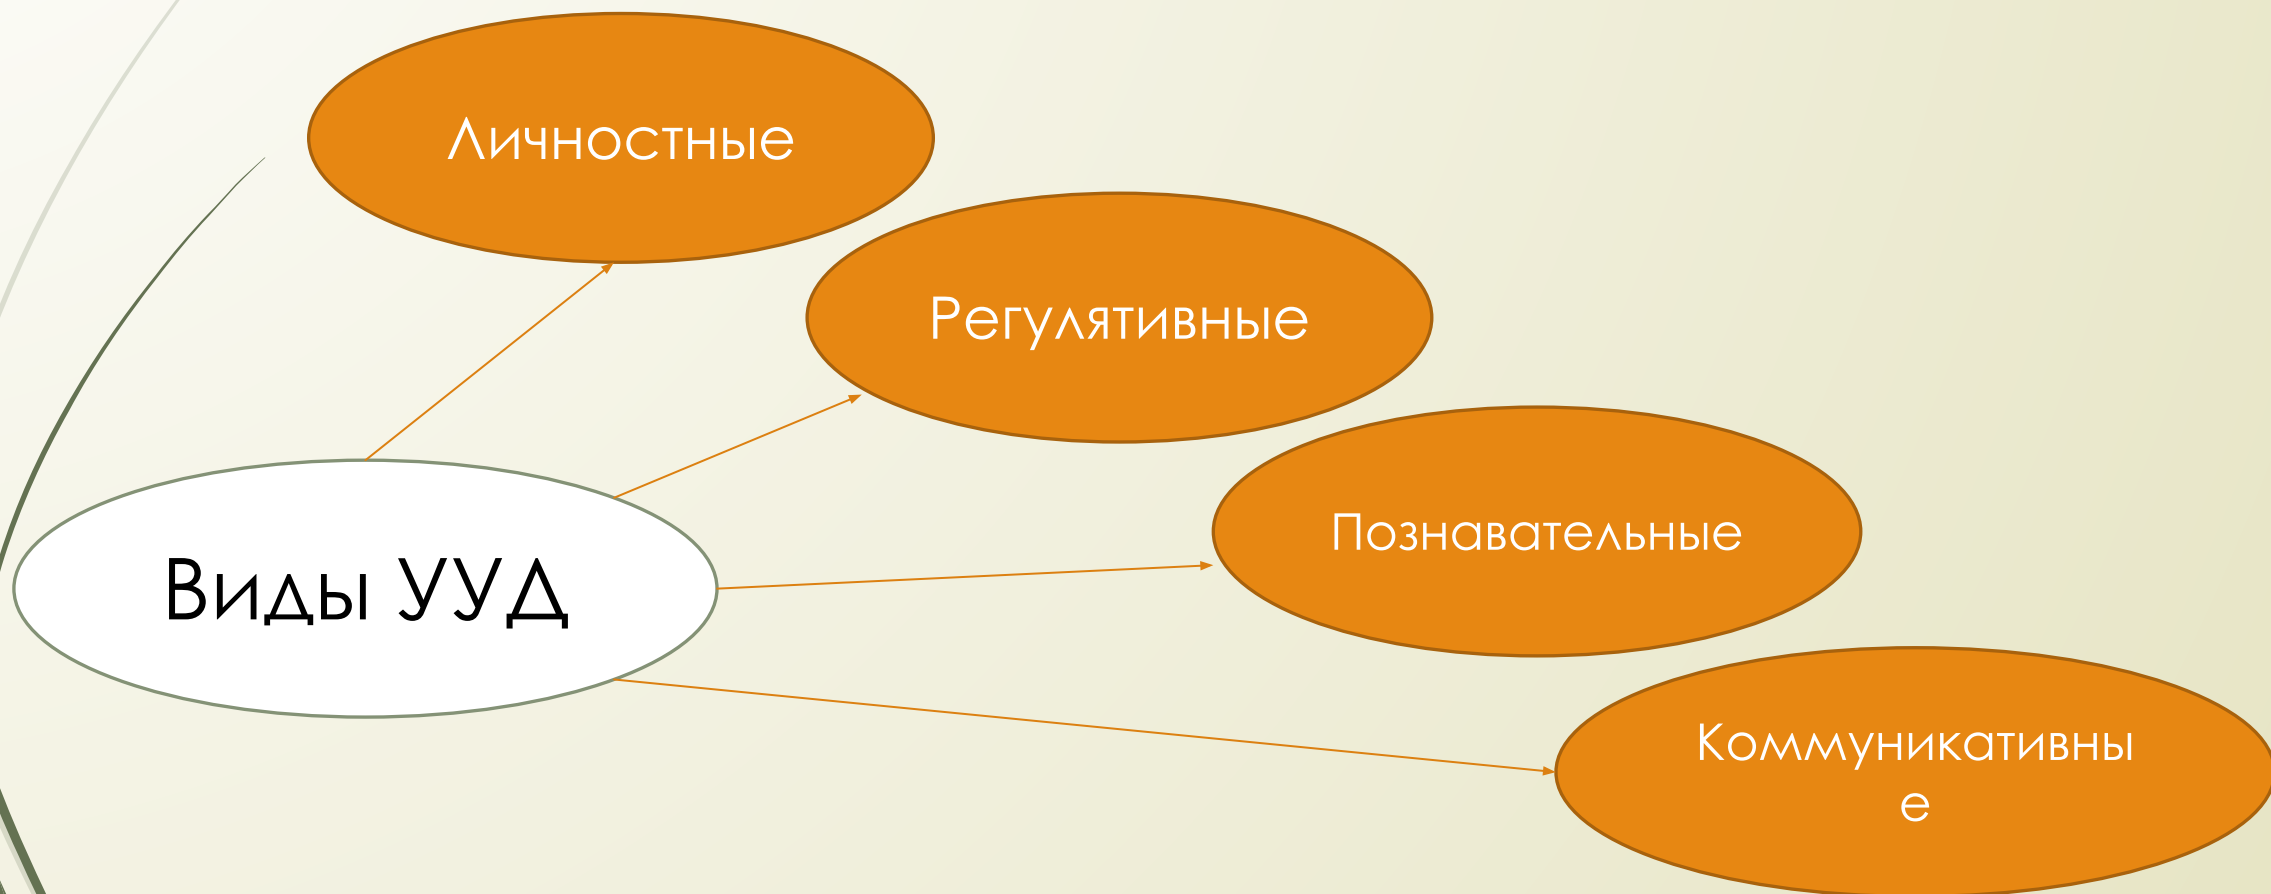 Личностные
Регулятивные
Познавательные
Виды УУД
Коммуникативны
е